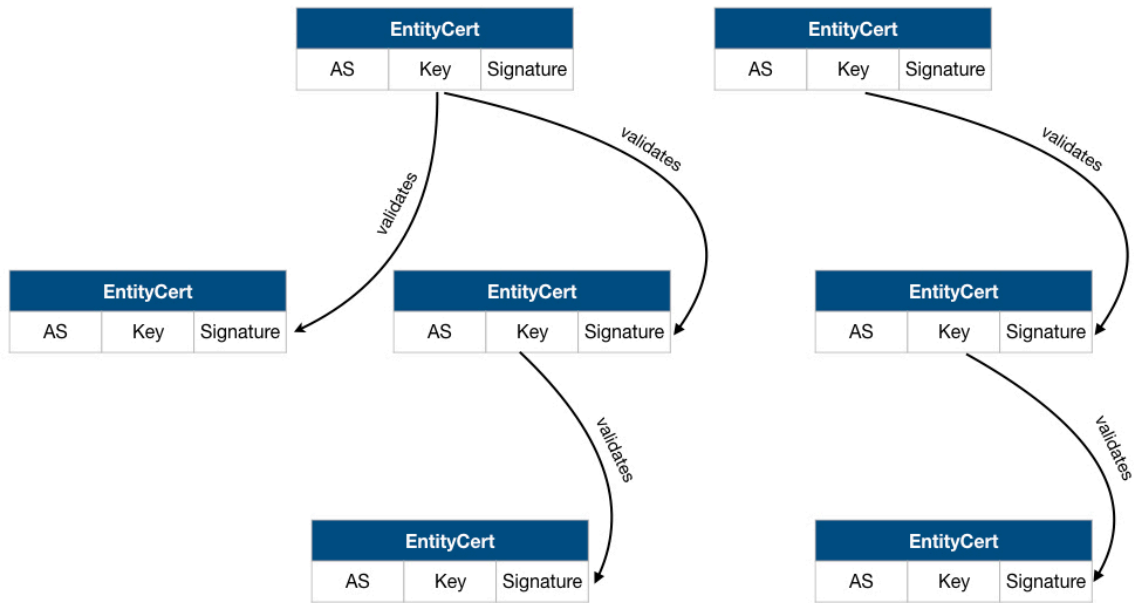 EntityCert
AS Key Signature
EntityCert
AS Key Signature
validates
validates
validates
EntityCert
AS Key Signature
EntityCert
AS Key Signature
EntityCert
AS Key Signature
validates
validates
EntityCert
AS Key Signature
EntityCert
AS Key Signature